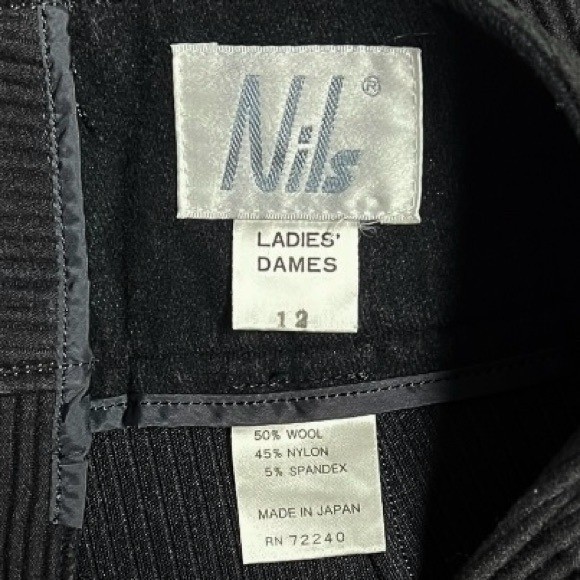 Nils®
LADIES'
DAMES
12
50% WOOL
45% NYLON
5% SPANDEX
MADE IN JAPAN
RN 72240